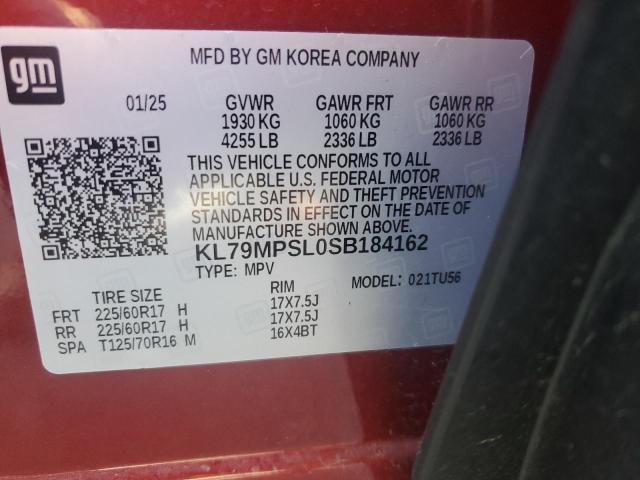 gm
MFD BY GM KOREA COMPANY
01/25 GVWR GAWR FRT GAWR RR
1930 KG 1060 KG 1060 KG
4255 LB 2336 LB 2336 LB
THIS VEHICLE CONFORMS TO ALL
APPLICABLE U.S. FEDERAL MOTOR
VEHICLE SAFETY AND THEFT PREVENTION
STANDARDS IN EFFECT ON THE DATE OF
MANUFACTURE SHOWN ABOVE.
KL79MPSL0SB184162
TYPE: MPV MODEL: 021TU56
TIRE SIZE RIM
FRT 225/60R17 H 17X7.5J
RR 225/60R17 H 17X7.5J
SPA T125/70R16 M 16X4BT